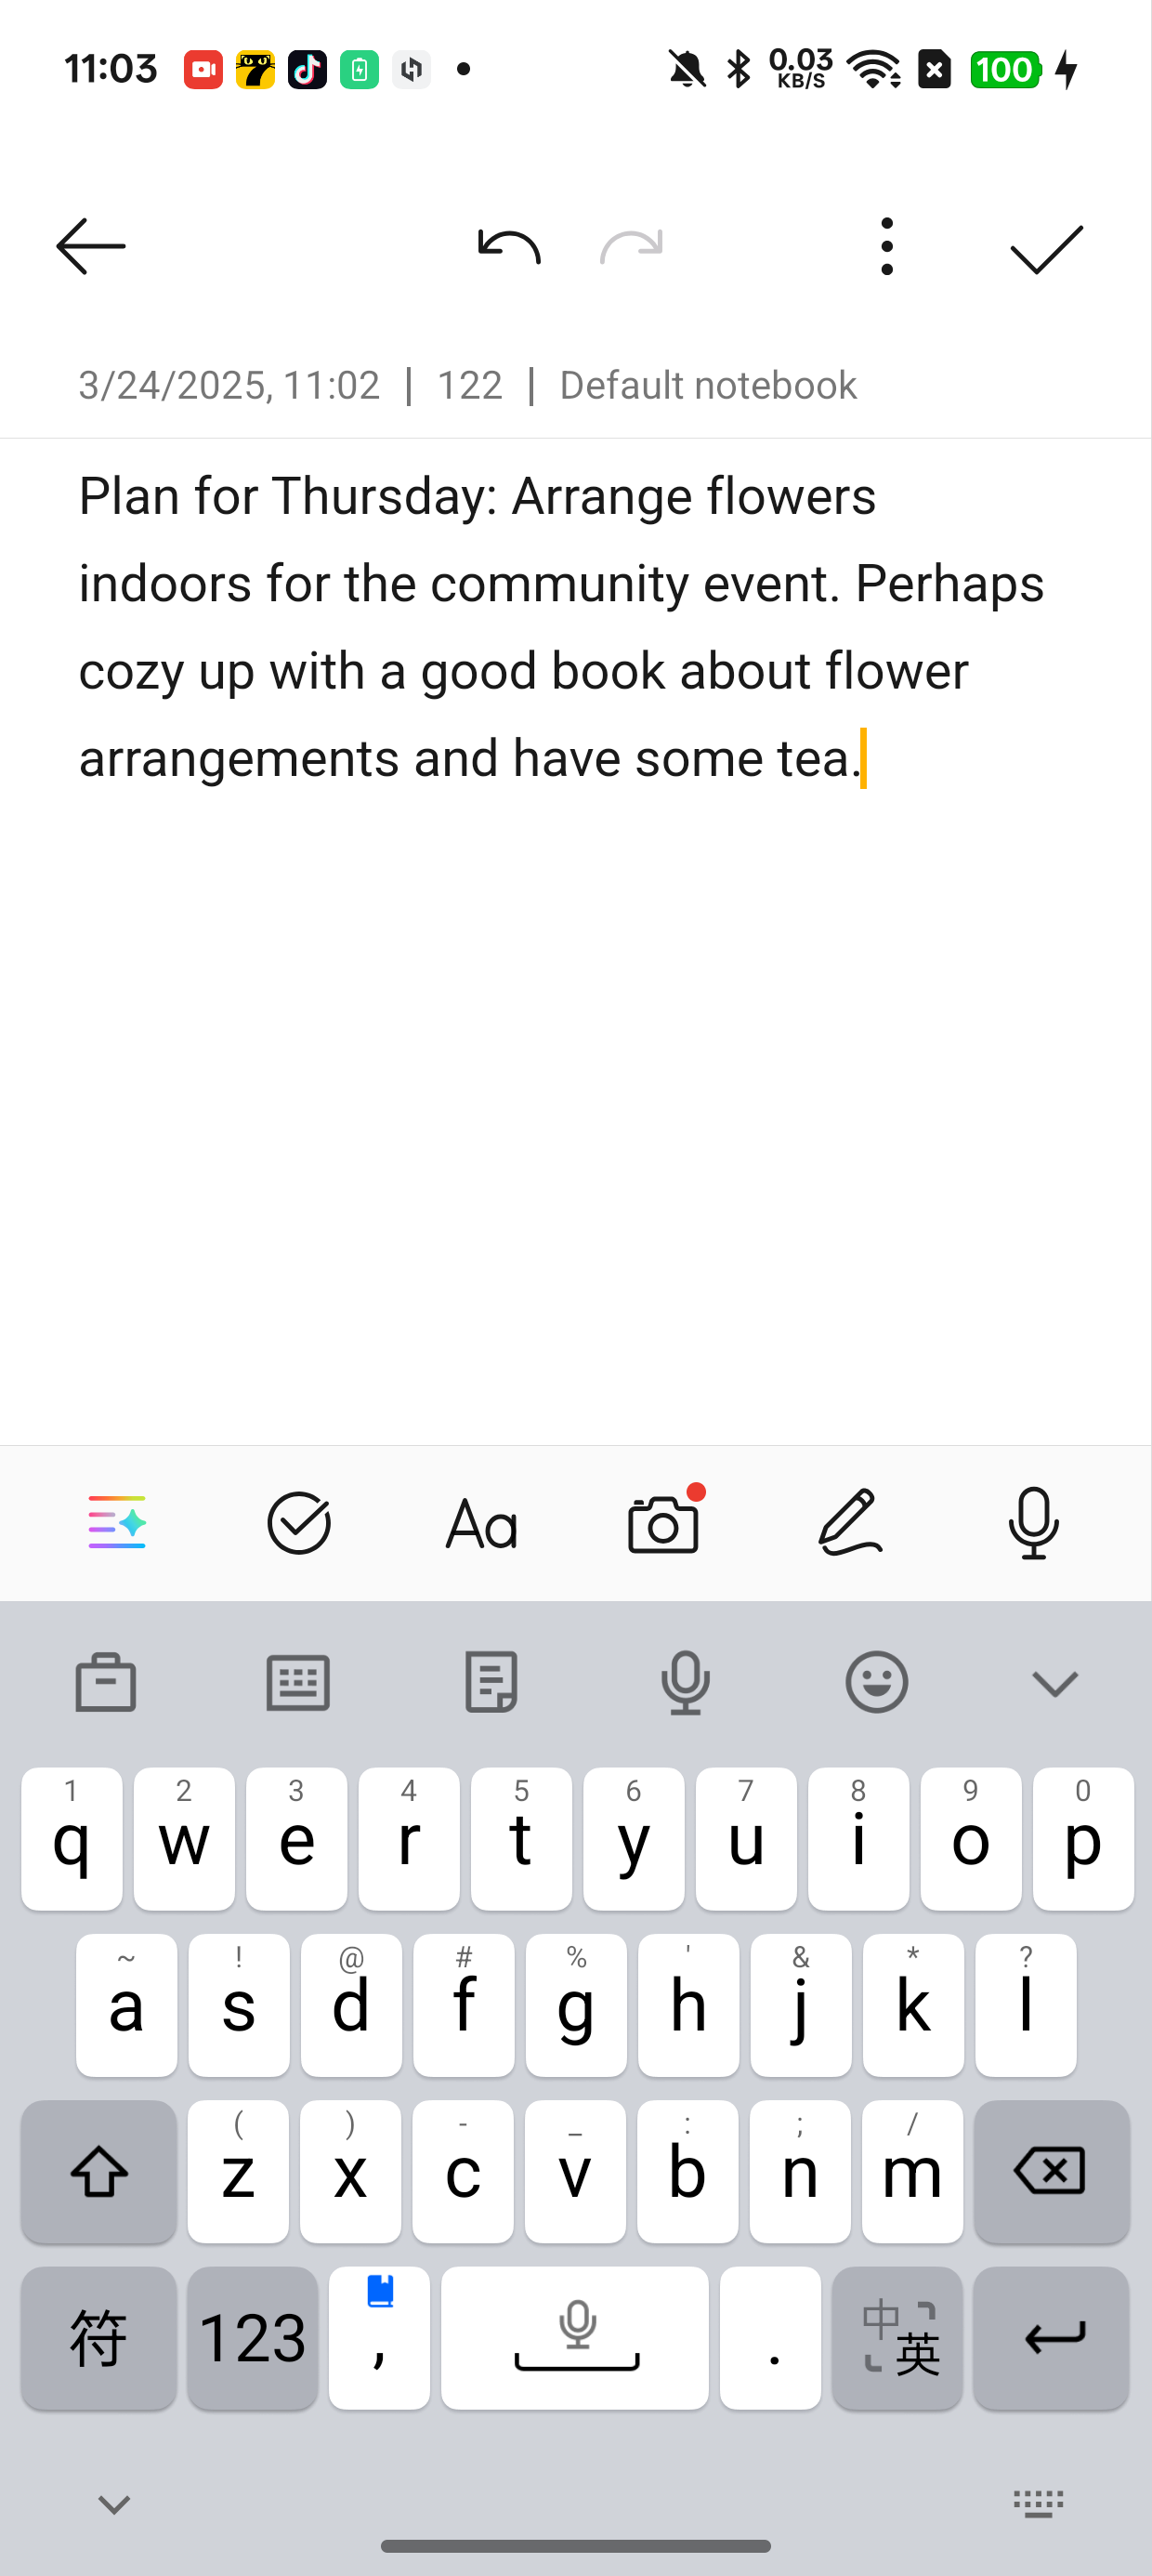 11:03 0.03 KB/S 100
3/24/2025, 11:02 | 122 | Default notebook
Plan for Thursday: Arrange flowers
indoors for the community event. Perhaps
cozy up with a good book about flower
arrangements and have some tea.
Aa
1 2 3 4 5 6 7 8 9 0
q w e r t y u i o p
~ ! @ # % ' & * ?
a s d f g h j k l
( ) - _ : ; /
z x c v b n m
符 123 , . 中英